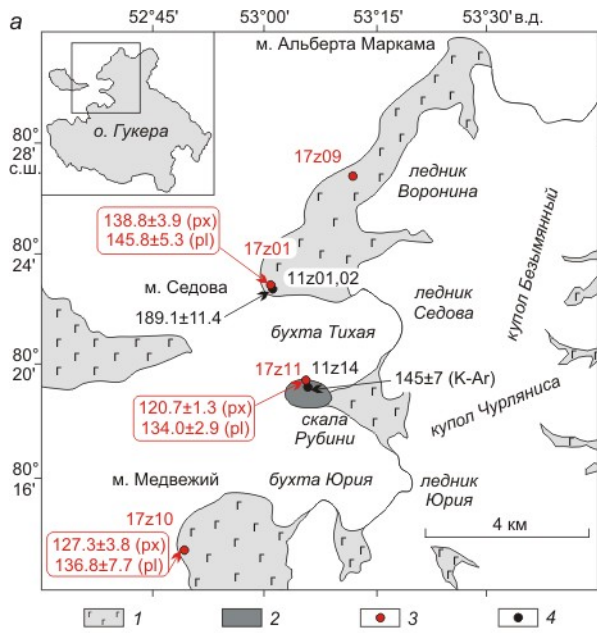 а
52°45'
53°00'
53°15'
53°30' в.д.
м. Альберта Маркама
о. Гукера
80°
28'
с.ш.
17z09
ледник
Воронина
138.8±3.9 (px)
145.8±5.3 (pl)
17z01
80°
24'
11z01,02
м. Седова
189.1±11.4
ледник
Седова
купол Безымянный
бухта Тихая
80°
20'
17z11
11z14
145±7 (K-Ar)
120.7±1.3 (px)
134.0±2.9 (pl)
скала
Рубини
купол Чурляниса
80°
16'
м. Медвежий
бухта Юрия
ледник
Юрия
17z10
4 км
127.3±3.8 (px)
136.8±7.7 (pl)
1
2
3
4